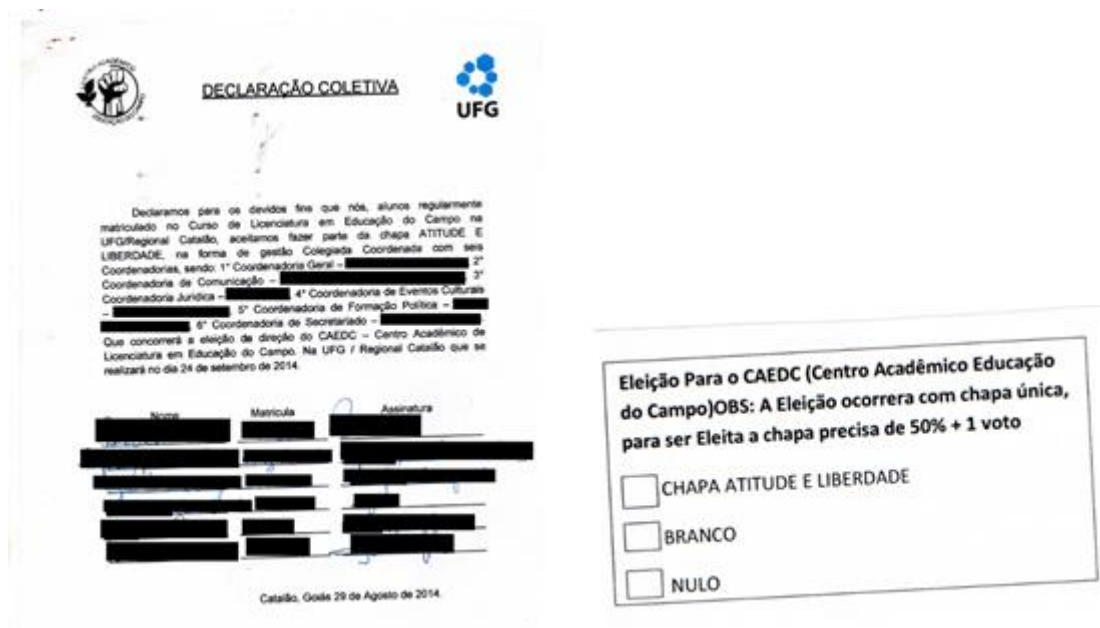 DECLARAÇÃO COLETIVA
UFG
Declaramos para os devidos fins que nós, alunos regularmente
matriculado no Curso de Licenciatura em Educação do Campo na
UFG/Regional Catalão, aceitamos fazer parte da chapa ATITUDE E
LIBERDADE, na forma de gestão Colegiada Coordenada com seis
Coordenadorias, sendo: 1° Coordenadoria Geral – 2°
Coordenadoria de Comunicação – 3°
Coordenadoria Jurídica – 4° Coordenadoria de Eventos Culturais
– , 5° Coordenadoria de Formação Política –
, 6° Coordenadoria de Secretariado –
Que concorrerá a eleição de direção do CAEDC – Centro Acadêmico de
Licenciatura em Educação do Campo. Na UFG / Regional Catalão que se
realizará no dia 24 de setembro de 2014.
Nome Matricula Assinatura
Catalão, Goiás 29 de Agosto de 2014.
Eleição Para o CAEDC (Centro Acadêmico Educação
do Campo)OBS: A Eleição ocorrera com chapa única,
para ser Eleita a chapa precisa de 50% + 1 voto
CHAPA ATITUDE E LIBERDADE
BRANCO
NULO